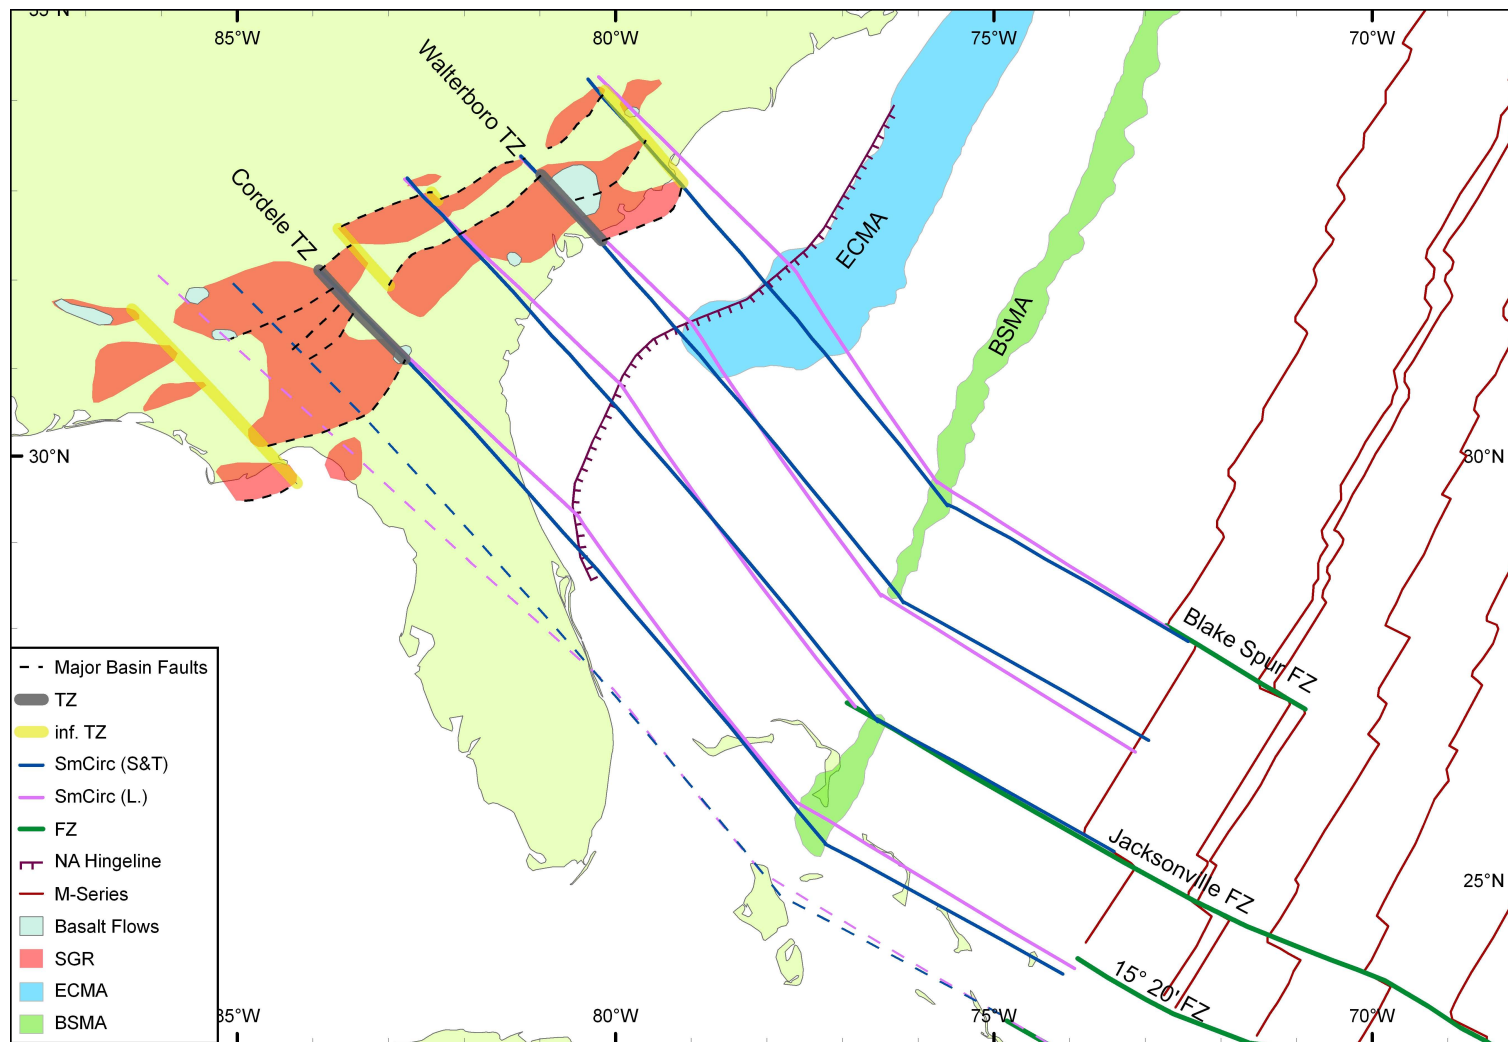 35°N
85°W
80°W
75°W
70°W
Walterboro TZ
Cordele TZ
ECMA
BSMA
30°N
30°N
Blake Spur FZ
Major Basin Faults
TZ
inf. TZ
SmCirc (S&T)
SmCirc (L.)
FZ
NA Hingeline
M-Series
Basalt Flows
SGR
ECMA
BSMA
Jacksonville FZ
25°N
15° 20' FZ
85°W
80°W
75°W
70°W